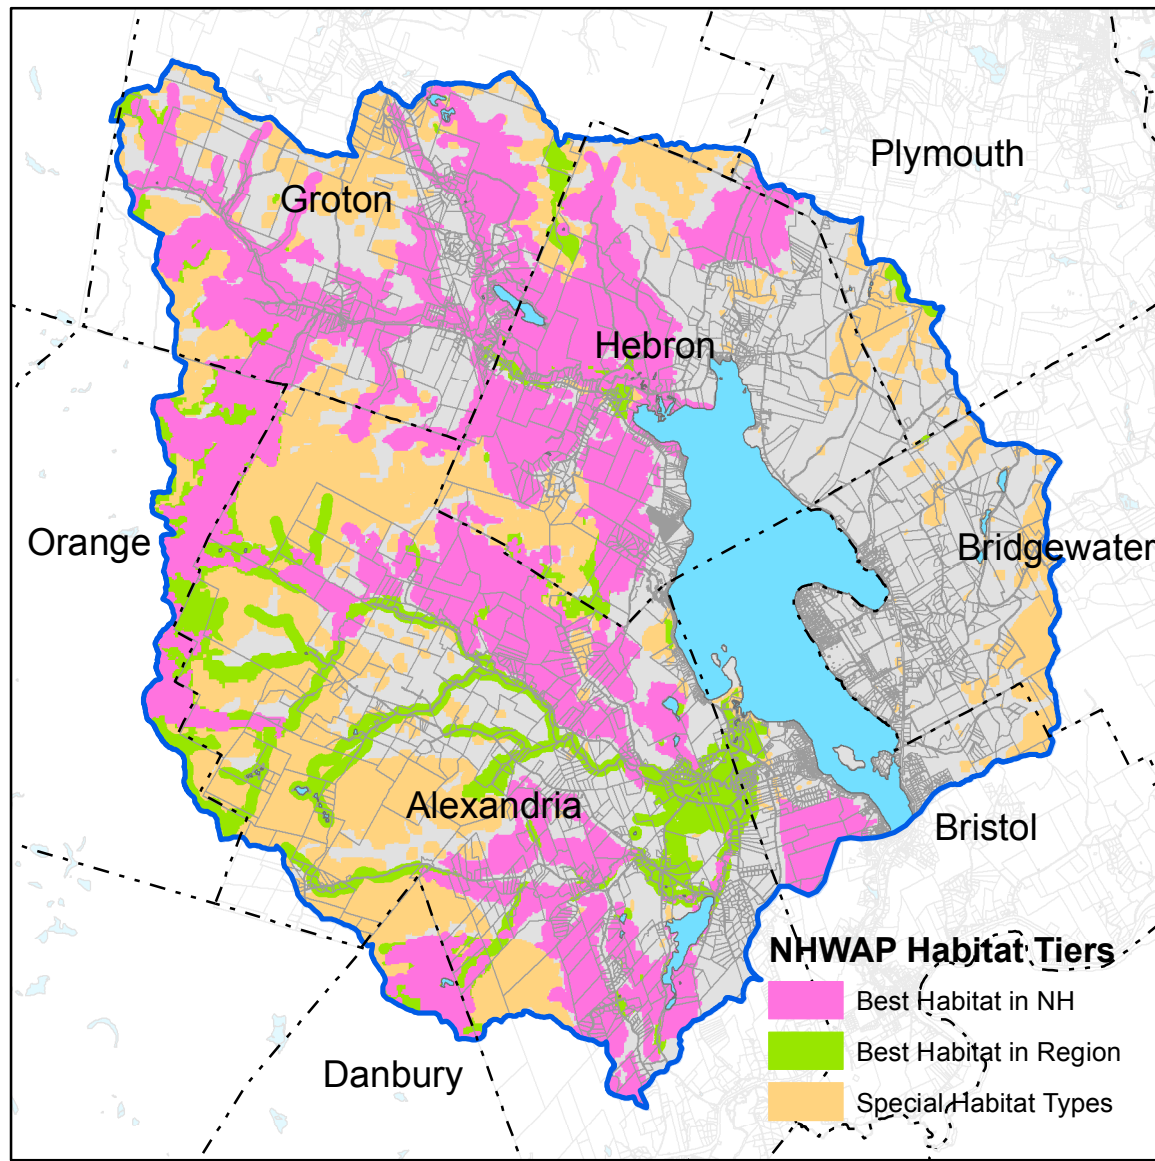 Plymouth
Groton
Hebron
Orange
Bridgewater
Alexandria
Bristol
Danbury
NHWAP Habitat Tiers
Best Habitat in NH
Best Habitat in Region
Special Habitat Types